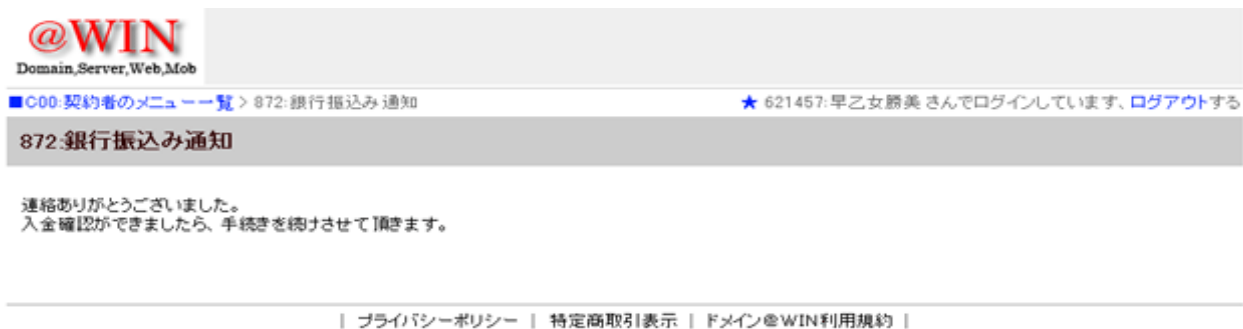 @WIN
Domain,Server,Web,Mob
■C00:契約者のメニュー一覧 > 872:銀行振込み通知
★ 621457:早乙女勝美 さんでログインしています、ログアウトする
872:銀行振込み通知
連絡ありがとうございました。
入金確認ができましたら、手続きを続けさせて頂きます。
| プライバシーポリシー | 特定商取引表示 | ドメイン@WIN利用規約 |